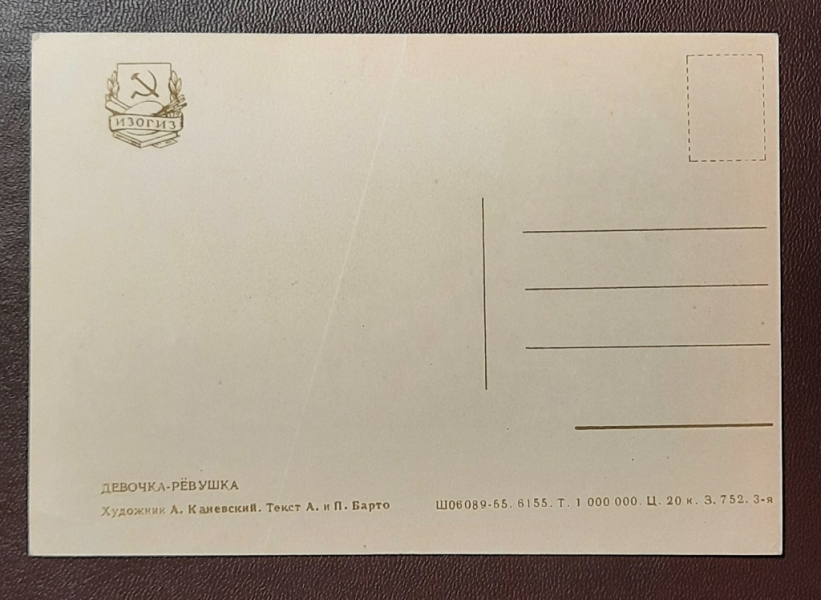 ИЗОГИЗ
ДЕВОЧКА-РЁВУШКА
Художник А. Каневский. Текст А. и П. Барто
Ш06089-55. 6155. Т. 1 000 000. Ц. 20 к. З. 752. 3-я